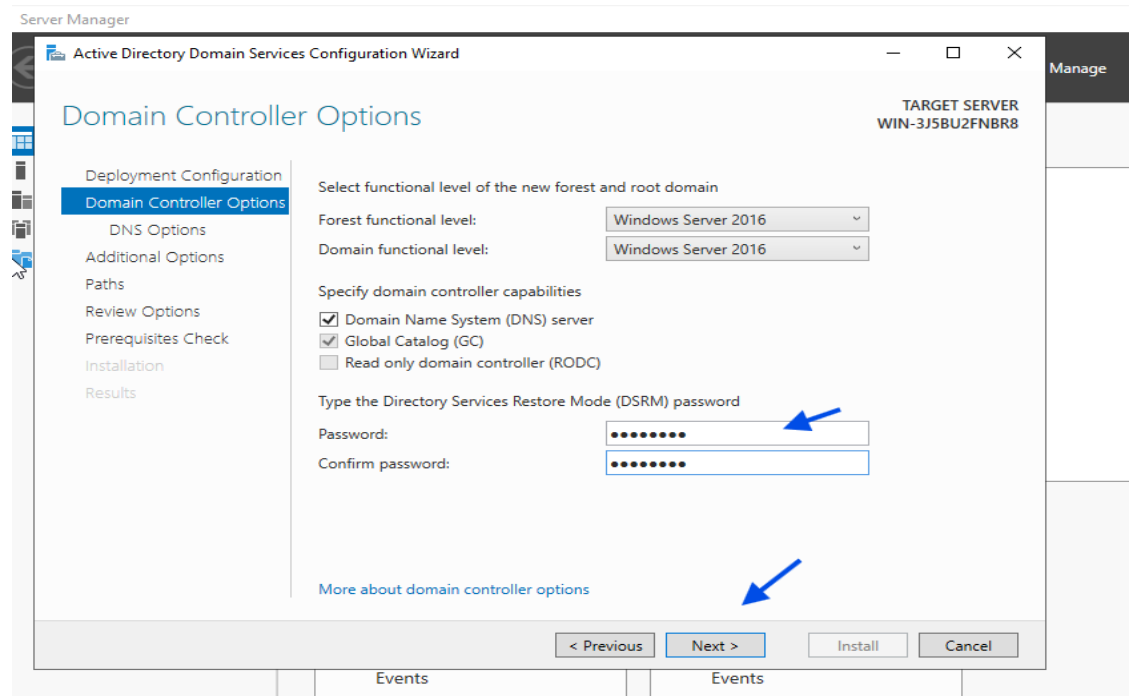 Server Manager
Active Directory Domain Services Configuration Wizard
Manage
Domain Controller Options
TARGET SERVER
WIN-3J5BU2FNBR8
Deployment Configuration
Domain Controller Options
DNS Options
Additional Options
Paths
Review Options
Prerequisites Check
Installation
Results
Select functional level of the new forest and root domain
Forest functional level: Windows Server 2016
Domain functional level: Windows Server 2016
Specify domain controller capabilities
Domain Name System (DNS) server
Global Catalog (GC)
Read only domain controller (RODC)
Type the Directory Services Restore Mode (DSRM) password
Password: ●●●●●●●●
Confirm password: ●●●●●●●●
More about domain controller options
< Previous Next > Install Cancel
Events Events